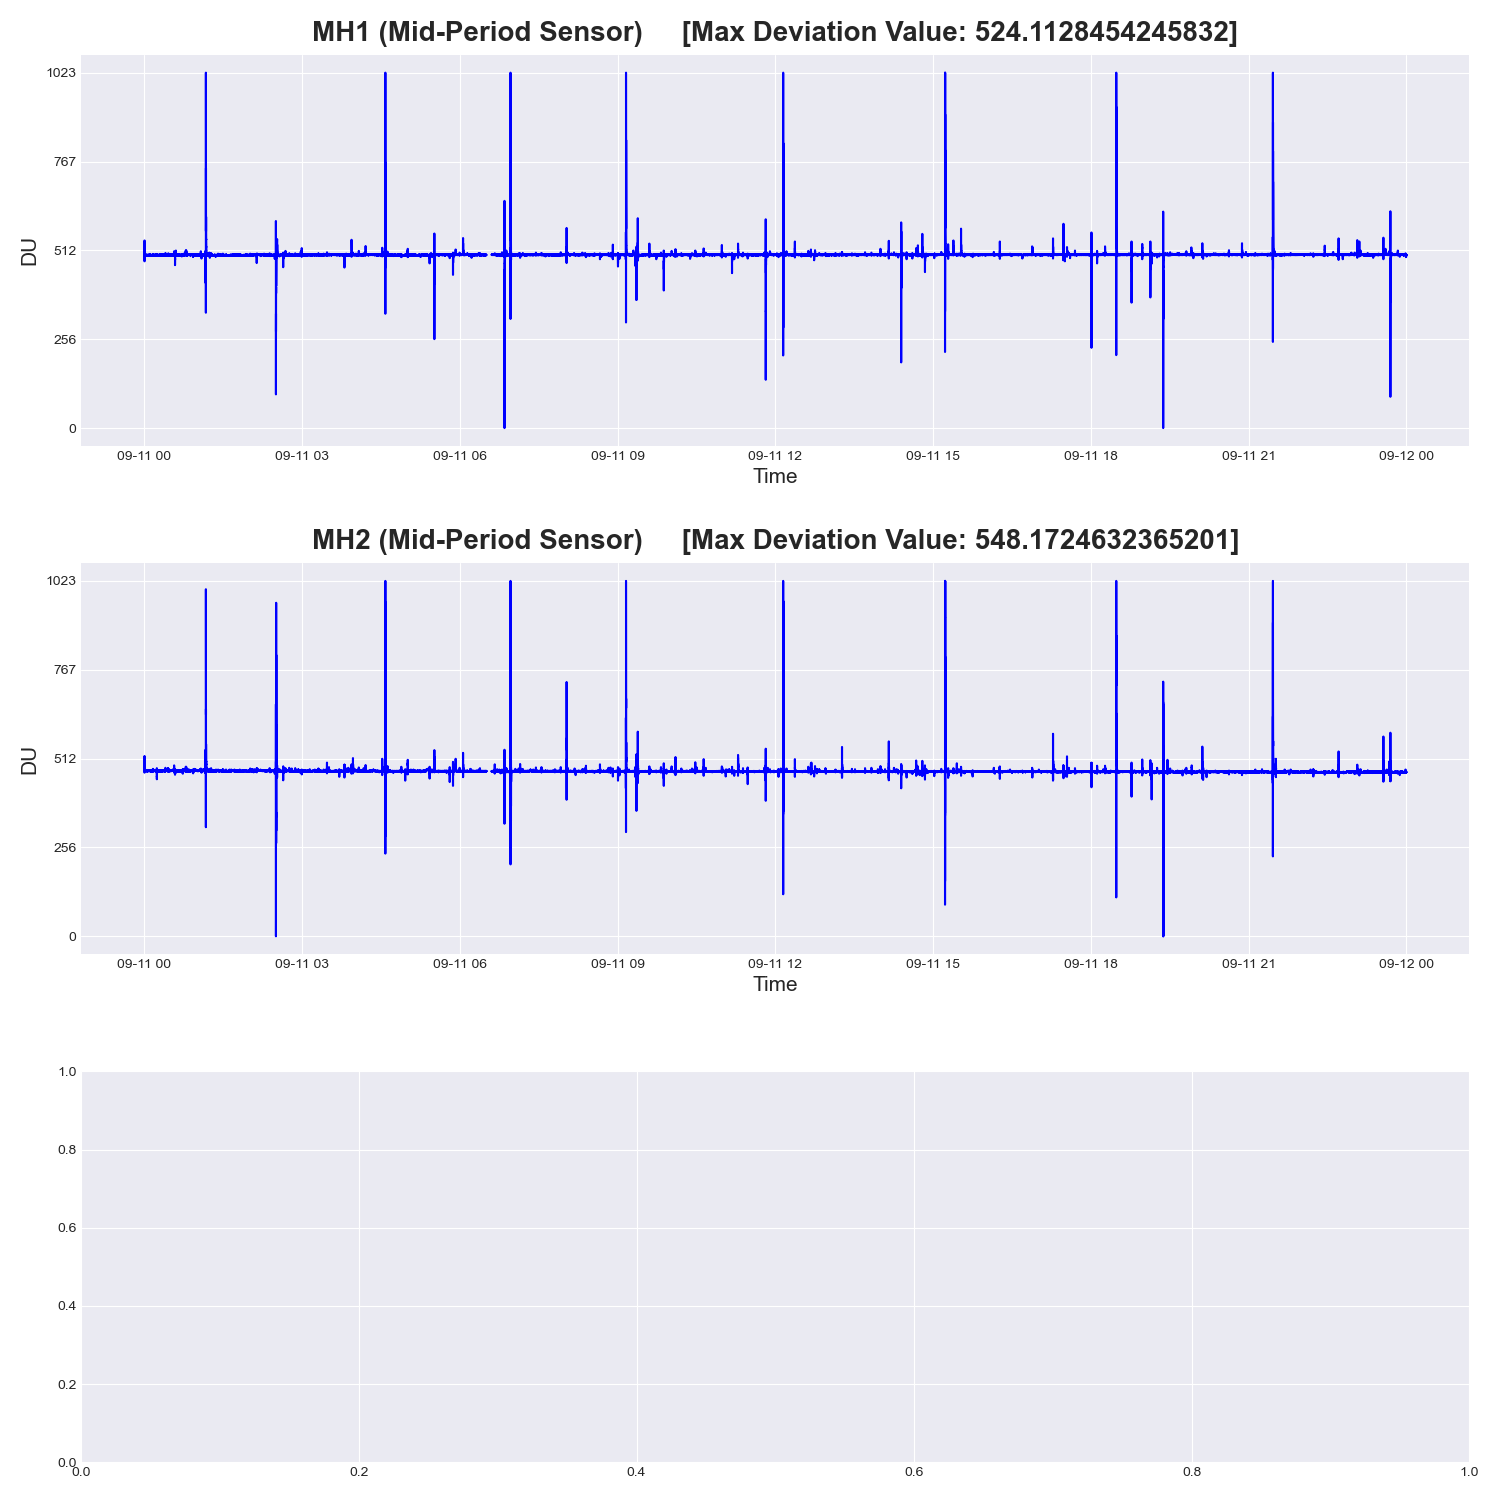 MH1 (Mid-Period Sensor) [Max Deviation Value: 524.1128454245832]
1023
767
512
256
0
DU
09-11 00 09-11 03 09-11 06 09-11 09 09-11 12 09-11 15 09-11 18 09-11 21 09-12 00
Time
MH2 (Mid-Period Sensor) [Max Deviation Value: 548.1724632365201]
1023
767
512
256
0
DU
09-11 00 09-11 03 09-11 06 09-11 09 09-11 12 09-11 15 09-11 18 09-11 21 09-12 00
Time
1.0
0.8
0.6
0.4
0.2
0.0
0.0 0.2 0.4 0.6 0.8 1.0